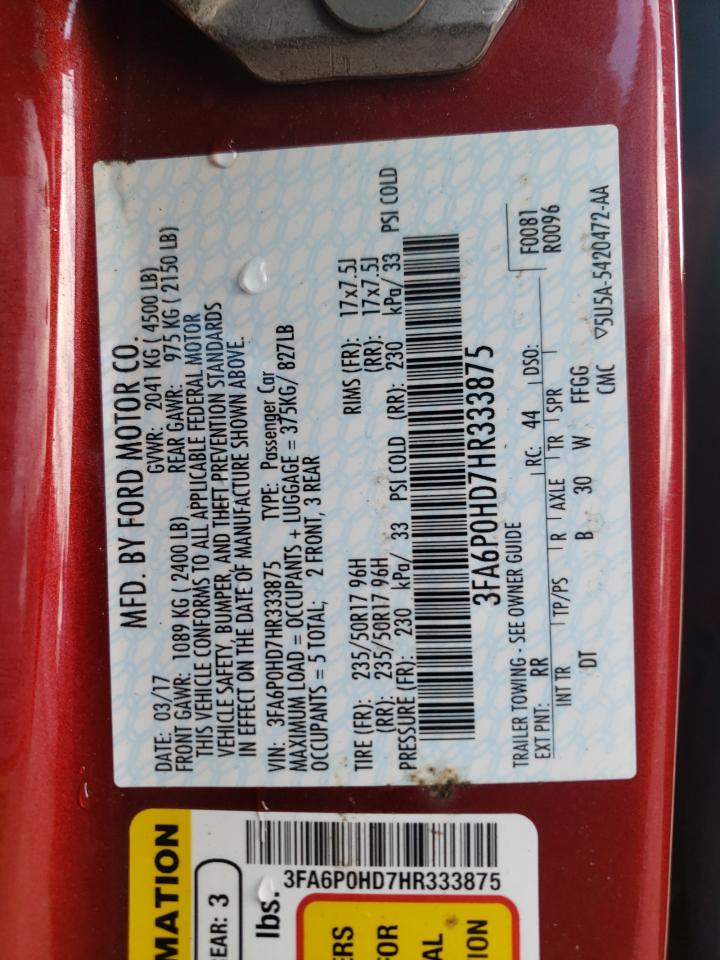 MFD. BY FORD MOTOR CO.
DATE: 03/17 GVWR: 2041 KG ( 4500 LB)
FRONT GAWR: 1089 KG ( 2400 LB) REAR GAWR: 975 KG ( 2150 LB)
THIS VEHICLE CONFORMS TO ALL APPLICABLE FEDERAL MOTOR
VEHICLE SAFETY, BUMPER, AND THEFT PREVENTION STANDARDS
IN EFFECT ON THE DATE OF MANUFACTURE SHOWN ABOVE.
VIN: 3FA6P0HD7HR333875 TYPE: Passenger Car
MAXIMUM LOAD = OCCUPANTS + LUGGAGE = 375KG/ 827LB
OCCUPANTS = 5 TOTAL; 2 FRONT, 3 REAR
TIRE (FR): 235/50R17 96H RIMS (FR): 17x7.5J
(RR): 235/50R17 96H (RR): 17x7.5J
PRESSURE (FR): 230 kPa/ 33 PSI COLD (RR): 230 kPa/ 33 PSI COLD
3FA6P0HD7HR333875
TRAILER TOWING - SEE OWNER GUIDE F0081
EXT PNT: RR RC: 44 DSO: R0096
INT TR TP/PS R AXLE TR SPR
DT B 30 W FFGG
CMC ▽5U5A-5420472-AA
MATION
EAR: 3
lbs.
3FA6P0HD7HR333875
ERS
FOR
AL
ION